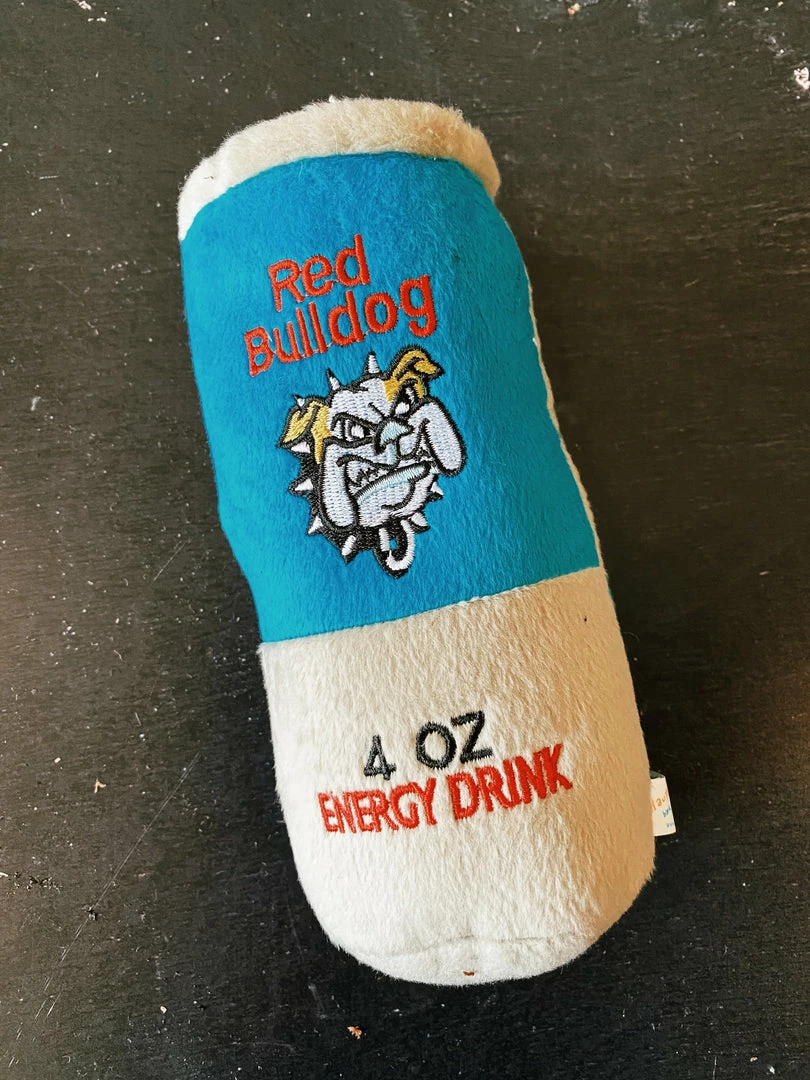 Red
Bulldog
4 OZ
ENERGY DRINK